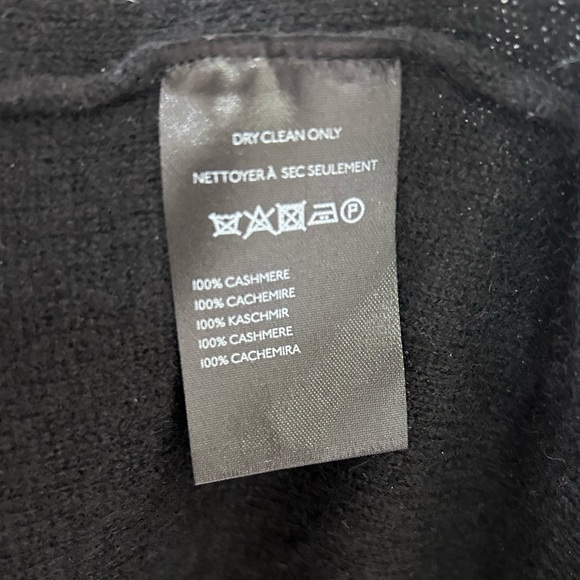 DRY CLEAN ONLY
NETTOYER À SEC SEULEMENT
P
100% CASHMERE
100% CACHEMIRE
100% KASCHMIR
100% CASHMERE
100% CACHEMIRA